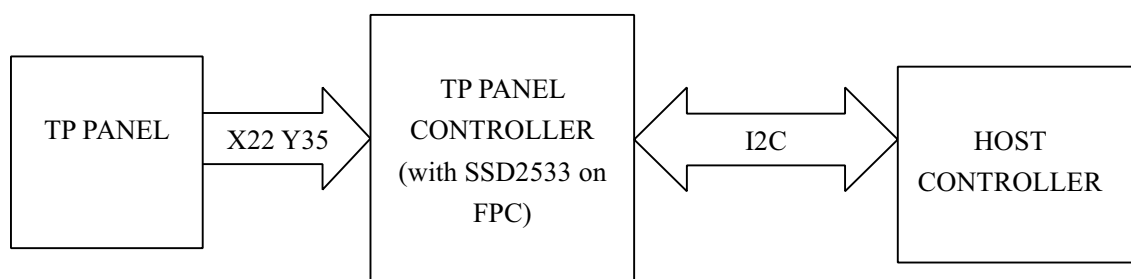 TP PANEL
X22 Y35
TP PANEL
CONTROLLER
(with SSD2533 on
FPC)
I2C
HOST
CONTROLLER